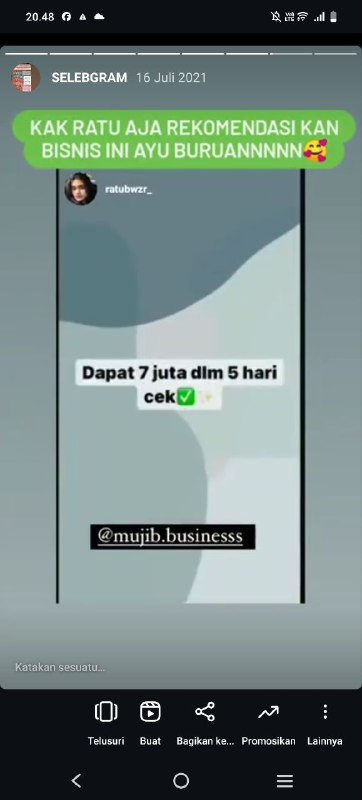 20.48
SELEBGRAM 16 Juli 2021
KAK RATU AJA REKOMENDASI KAN
BISNIS INI AYU BURUANNNNN🥰
ratubwzr_
Dapat 7 juta dlm 5 hari
cek✅✨
@mujib.businesss
Katakan sesuatu...
Telusuri Buat Bagikan ke... Promosikan Lainnya